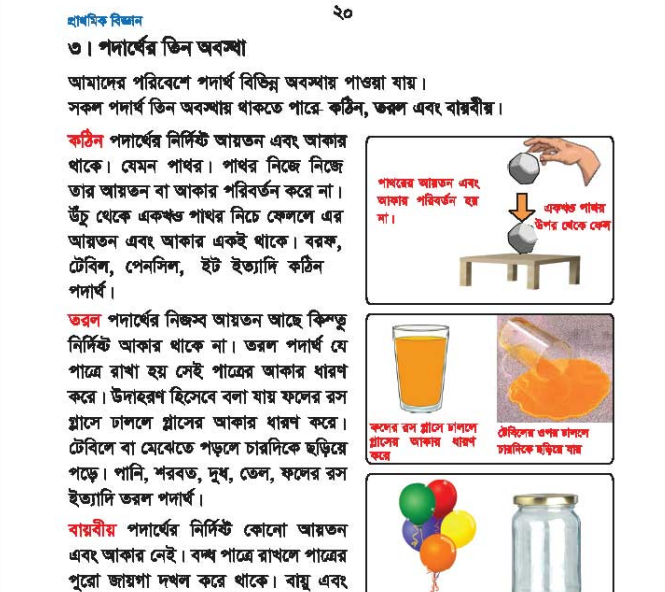 প্রাথমিক বিজ্ঞান
২০
৩। পদার্থের তিন অবস্থা
আমাদের পরিবেশে পদার্থ বিভিন্ন অবস্থায় পাওয়া যায়।
সকল পদার্থ তিন অবস্থায় থাকতে পারে- কঠিন, তরল এবং বায়বীয়।
কঠিন পদার্থের নির্দিষ্ট আয়তন এবং আকার
থাকে। যেমন পাথর। পাথর নিজে নিজে
তার আয়তন বা আকার পরিবর্তন করে না।
উঁচু থেকে একখণ্ড পাথর নিচে ফেললে এর
আয়তন এবং আকার একই থাকে। বরফ,
টেবিল, পেনসিল, ইট ইত্যাদি কঠিন
পদার্থ।
পাথরের আয়তন এবং
আকার পরিবর্তন হয়
না।
একখণ্ড পাথর
উপর থেকে ফেল
তরল পদার্থের নিজস্ব আয়তন আছে কিন্তু
নির্দিষ্ট আকার থাকে না। তরল পদার্থ যে
পাত্রে রাখা হয় সেই পাত্রের আকার ধারণ
করে। উদাহরণ হিসেবে বলা যায় ফলের রস
গ্লাসে ঢাললে গ্লাসের আকার ধারণ করে।
টেবিলে বা মেঝেতে পড়লে চারদিকে ছড়িয়ে
পড়ে। পানি, শরবত, দুধ, তেল, ফলের রস
ইত্যাদি তরল পদার্থ।
ফলের রস গ্লাসে ঢাললে
গ্লাসের আকার ধারণ
করে
টেবিলের ওপর ঢাললে
চারদিকে ছড়িয়ে যায়
বায়বীয় পদার্থের নির্দিষ্ট কোনো আয়তন
এবং আকার নেই। বদ্ধ পাত্রে রাখলে পাত্রের
পুরো জায়গা দখল করে থাকে। বায়ু এবং